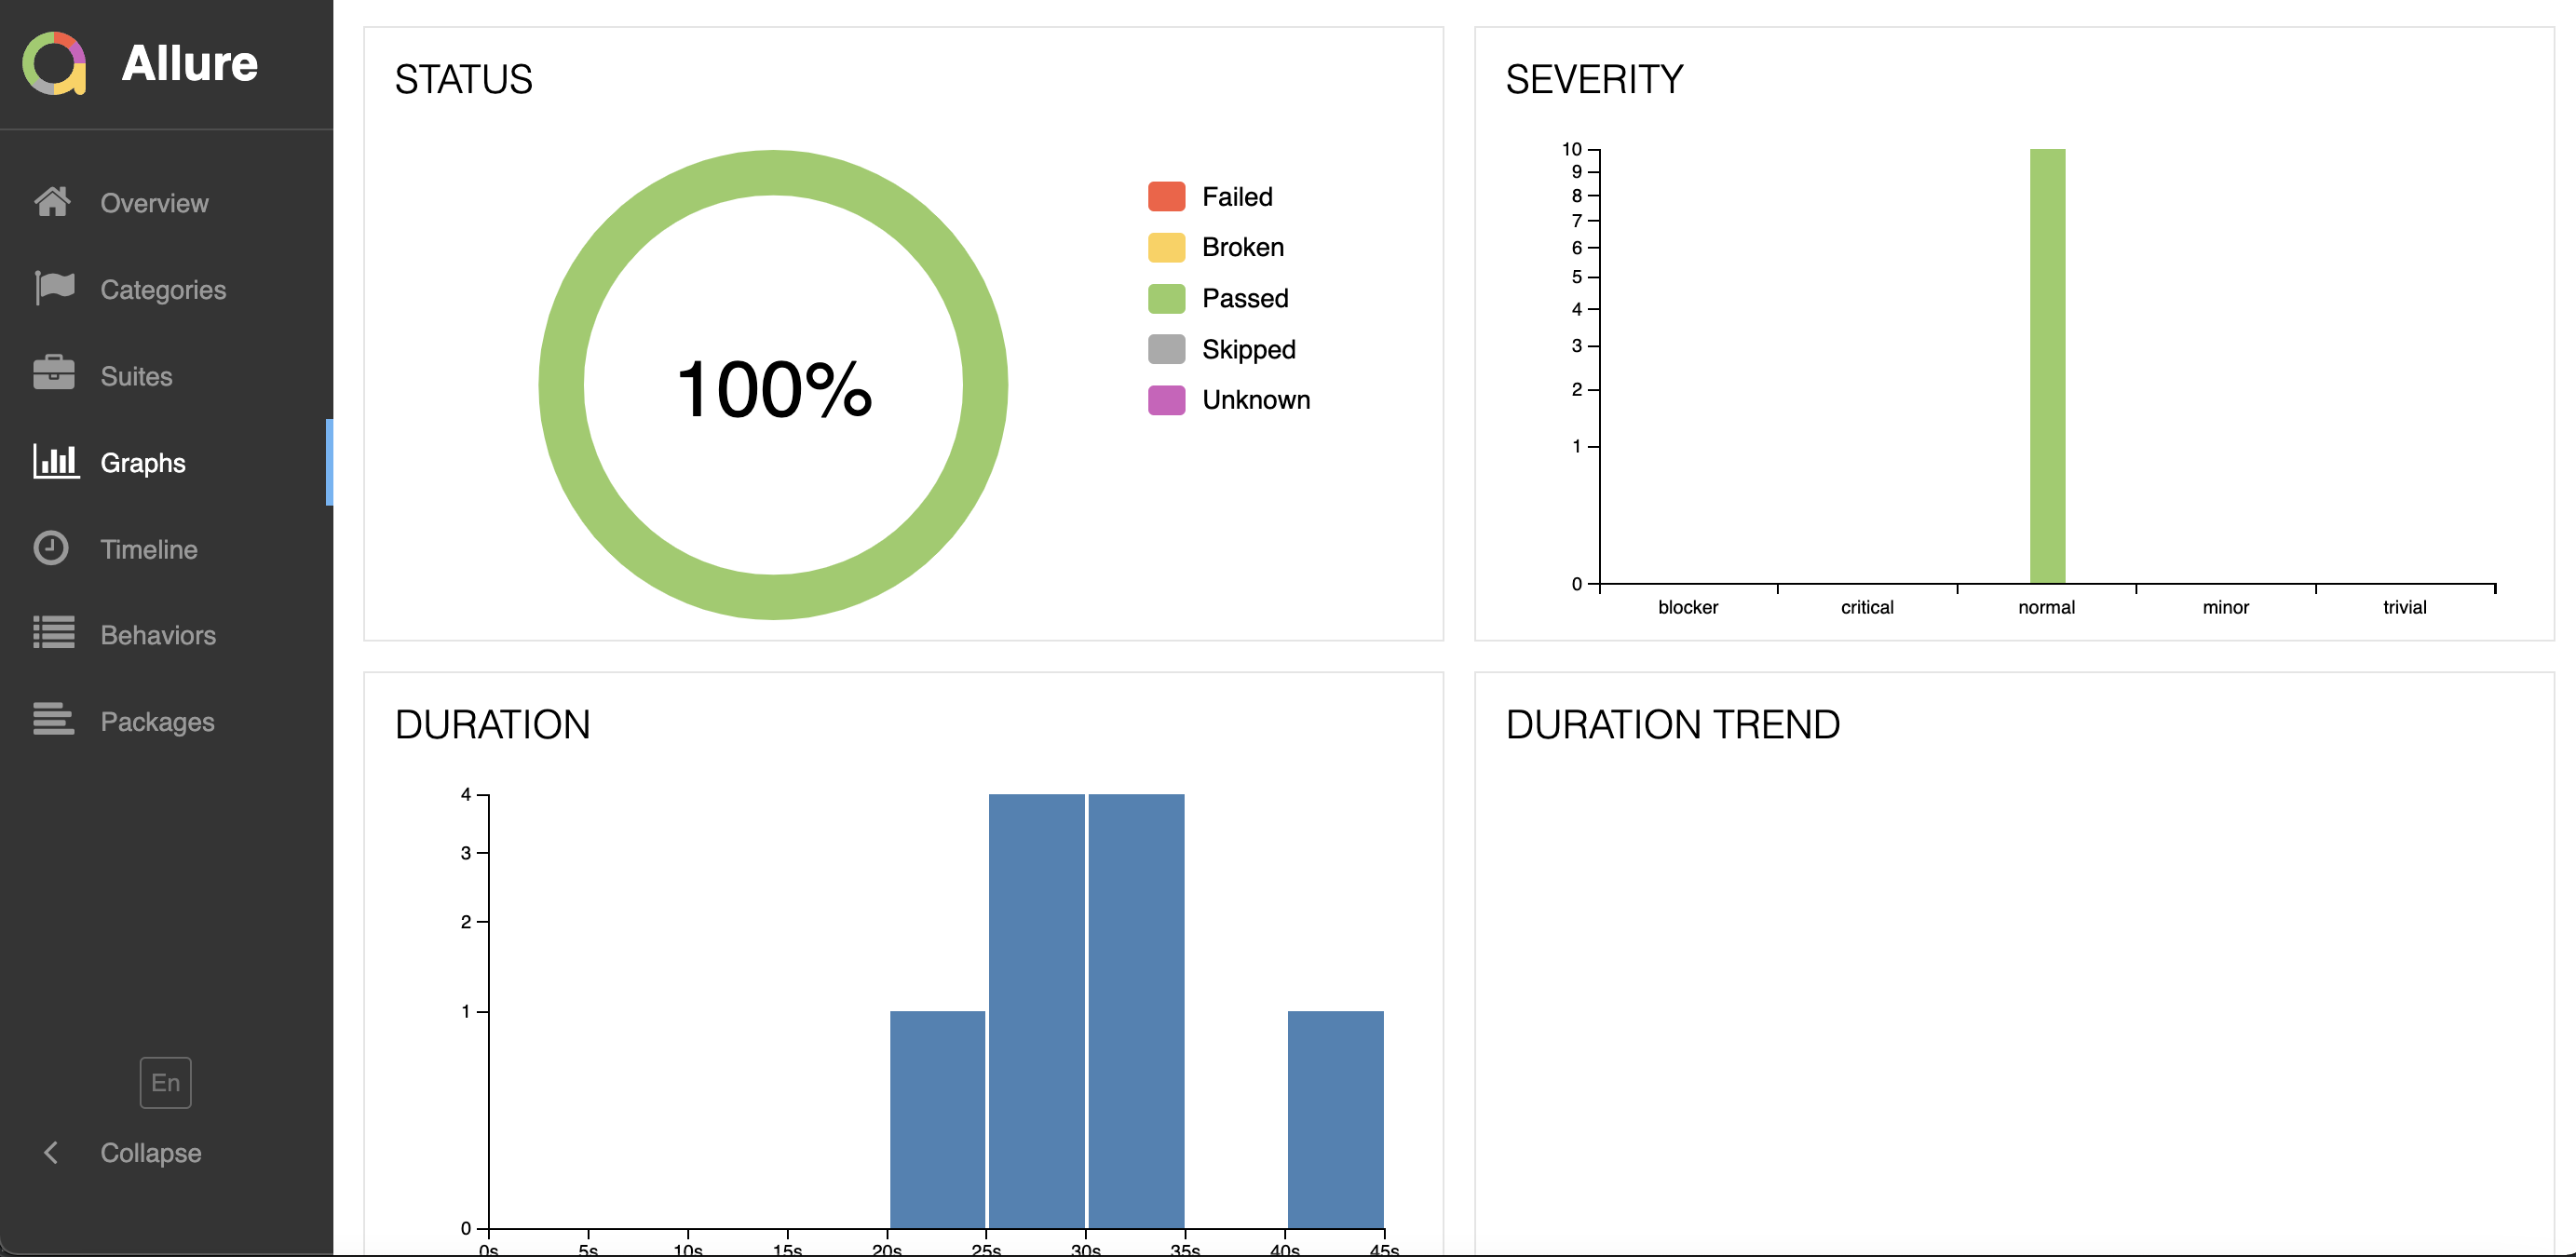 Allure
Overview
Categories
Suites
Graphs
Timeline
Behaviors
Packages
En
Collapse
STATUS
100%
Failed
Broken
Passed
Skipped
Unknown
SEVERITY
10
9
8
7
6
5
4
3
2
1
0
blocker critical normal minor trivial
DURATION
4
3
2
1
0
0s 5s 10s 15s 20s 25s 30s 35s 40s 45s
DURATION TREND